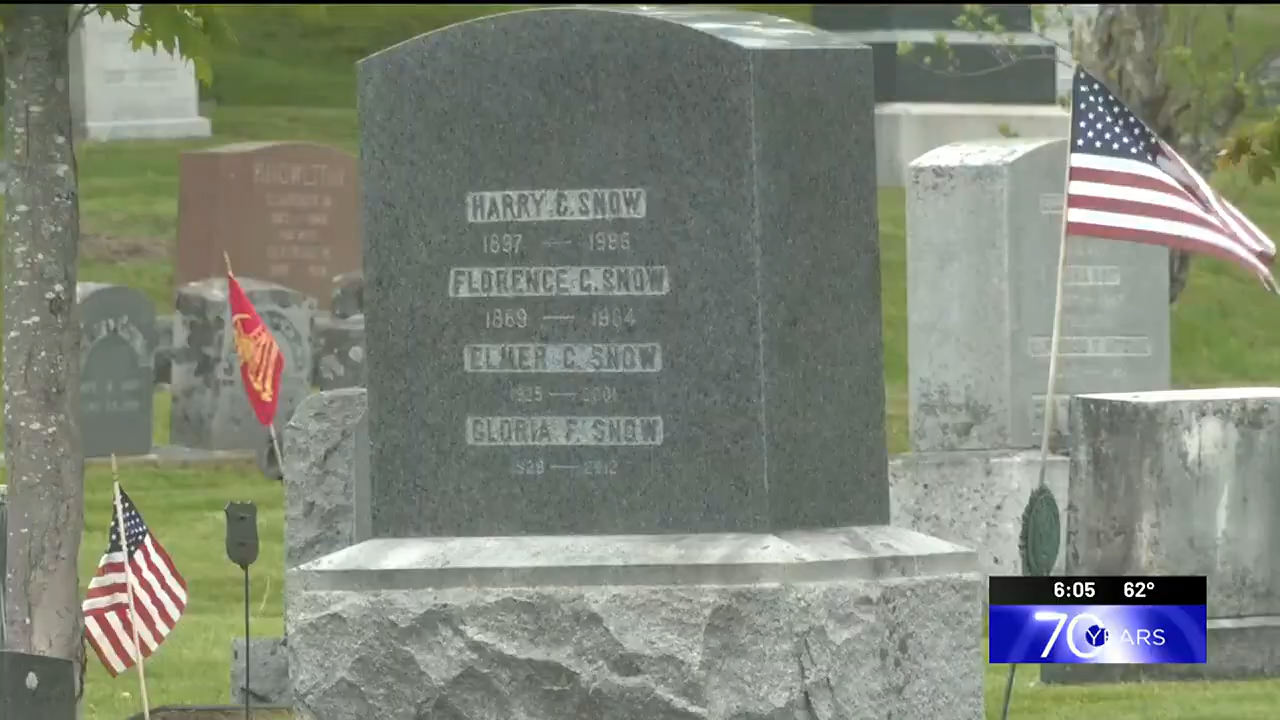 HARRY C. SNOW
1897 — 1986
FLORENCE C. SNOW
1869 — 1964
ELMER C. SNOW
1925 — 2001
GLORIA F. SNOW
1928 — 2012
KNOWLTON
6:05 62°
70 YEARS